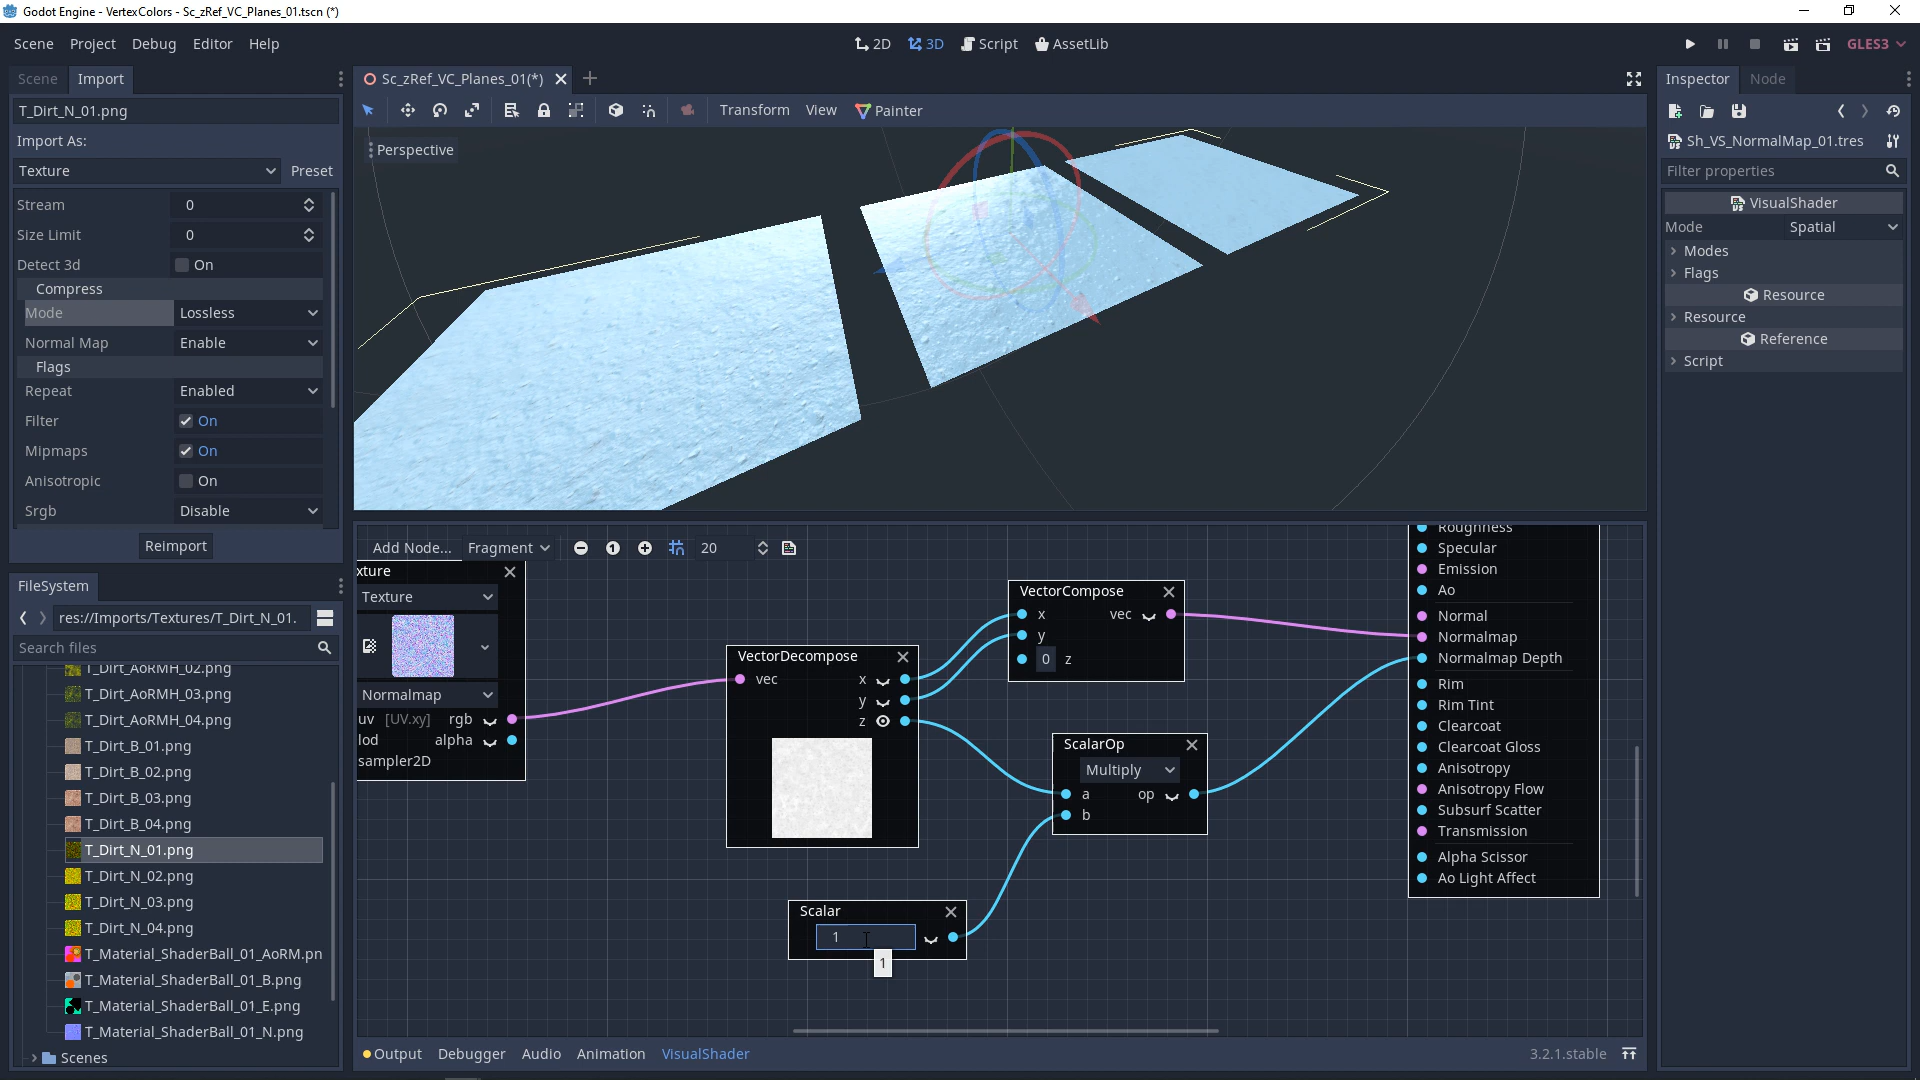 Godot Engine - VertexColors - Sc_zRef_VC_Planes_01.tscn (*)
Scene Project Debug Editor Help
2D 3D Script AssetLib
GLES3
Scene Import
T_Dirt_N_01.png
Import As:
Texture Preset
Stream 0
Size Limit 0
Detect 3d On
Compress
Mode Lossless
Normal Map Enable
Flags
Repeat Enabled
Filter On
Mipmaps On
Anisotropic On
Srgb Disable
Reimport
FileSystem
res://Imports/Textures/T_Dirt_N_01.
Search files
T_Dirt_AoRMH_02.png
T_Dirt_AoRMH_03.png
T_Dirt_AoRMH_04.png
T_Dirt_B_01.png
T_Dirt_B_02.png
T_Dirt_B_03.png
T_Dirt_B_04.png
T_Dirt_N_01.png
T_Dirt_N_02.png
T_Dirt_N_03.png
T_Dirt_N_04.png
T_Material_ShaderBall_01_AoRM.pn
T_Material_ShaderBall_01_B.png
T_Material_ShaderBall_01_E.png
T_Material_ShaderBall_01_N.png
Scenes
Sc_zRef_VC_Planes_01(*)
Transform View Painter
Perspective
Add Node... Fragment 1 20
xture
Texture
Normalmap
uv [UV.xy] rgb
lod alpha
sampler2D
VectorDecompose
vec x
y
z
Scalar
1
1
VectorCompose
x vec
y
0 z
ScalarOp
Multiply
a op
b
Roughness
Specular
Emission
Ao
Normal
Normalmap
Normalmap Depth
Rim
Rim Tint
Clearcoat
Clearcoat Gloss
Anisotropy
Anisotropy Flow
Subsurf Scatter
Transmission
Alpha Scissor
Ao Light Affect
Output Debugger Audio Animation VisualShader
3.2.1.stable
Inspector Node
Sh_VS_NormalMap_01.tres
Filter properties
VisualShader
Mode Spatial
Modes
Flags
Resource
Resource
Reference
Script